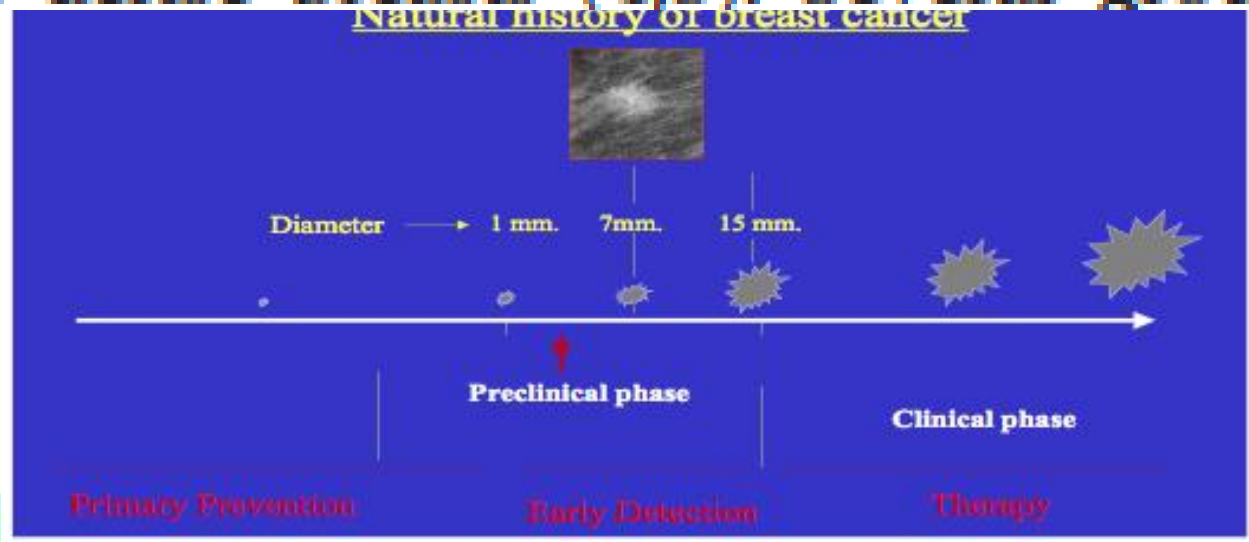 Natural history of breast cancer
Diameter 1 mm. 7mm. 15 mm.
Preclinical phase
Clinical phase
Primary Prevention Early Detection Therapy